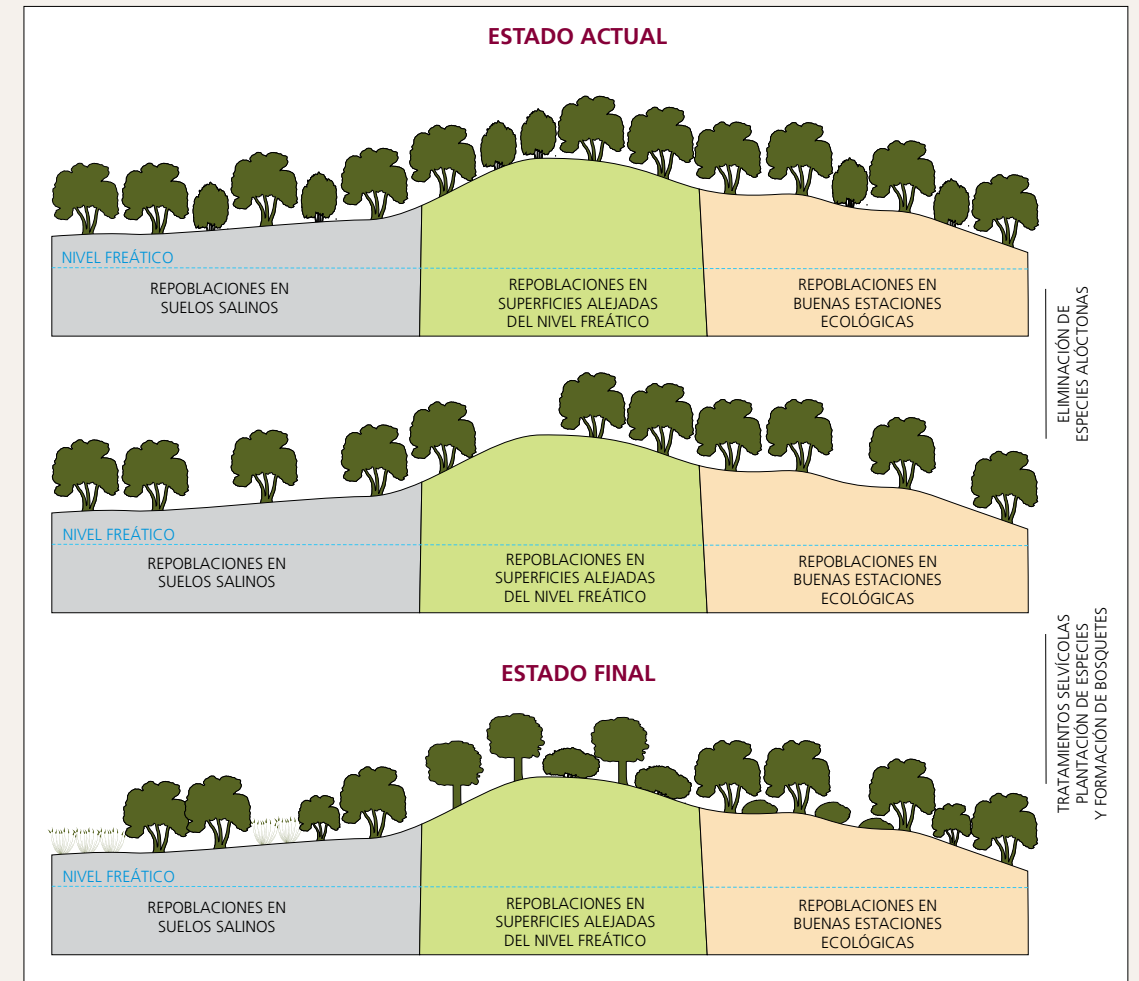 ESTADO ACTUAL
NIVEL FREÁTICO
REPOBLACIONES EN
SUELOS SALINOS
REPOBLACIONES EN
SUPERFICIES ALEJADAS
DEL NIVEL FREÁTICO
REPOBLACIONES EN
BUENAS ESTACIONES
ECOLÓGICAS
ELIMINACIÓN DE
ESPECIES ALÓCTONAS
NIVEL FREÁTICO
REPOBLACIONES EN
SUELOS SALINOS
REPOBLACIONES EN
SUPERFICIES ALEJADAS
DEL NIVEL FREÁTICO
REPOBLACIONES EN
BUENAS ESTACIONES
ECOLÓGICAS
TRATAMIENTOS SELVÍCOLAS
PLANTACIÓN DE ESPECIES
Y FORMACIÓN DE BOSQUETES
ESTADO FINAL
NIVEL FREÁTICO
REPOBLACIONES EN
SUELOS SALINOS
REPOBLACIONES EN
SUPERFICIES ALEJADAS
DEL NIVEL FREÁTICO
REPOBLACIONES EN
BUENAS ESTACIONES
ECOLÓGICAS